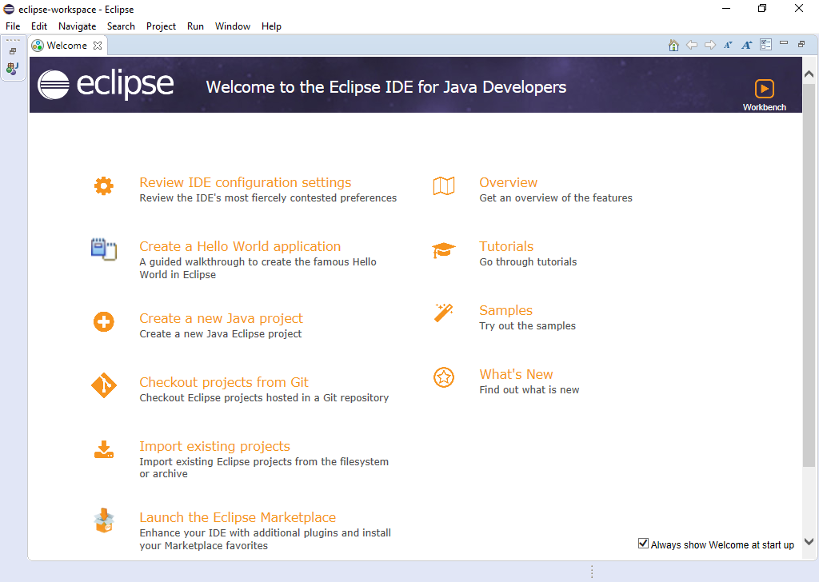 eclipse-workspace - Eclipse
File Edit Navigate Search Project Run Window Help
Welcome
eclipse
Welcome to the Eclipse IDE for Java Developers
Workbench
Review IDE configuration settings
Review the IDE's most fiercely contested preferences
Overview
Get an overview of the features
Create a Hello World application
A guided walkthrough to create the famous Hello
World in Eclipse
Tutorials
Go through tutorials
Create a new Java project
Create a new Java Eclipse project
Samples
Try out the samples
Checkout projects from Git
Checkout Eclipse projects hosted in a Git repository
What's New
Find out what is new
Import existing projects
Import existing Eclipse projects from the filesystem
or archive
Launch the Eclipse Marketplace
Enhance your IDE with additional plugins and install
your Marketplace favorites
Always show Welcome at start up